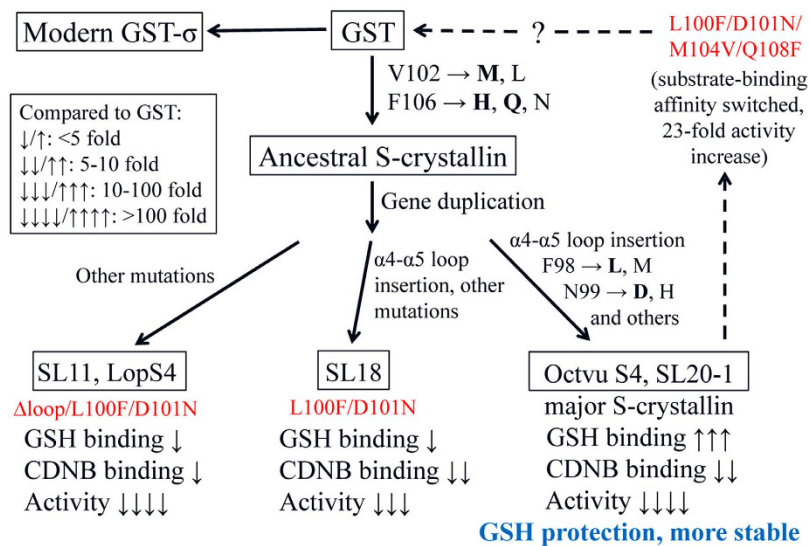 Modern GST-σ
GST
?
L100F/D101N/
M104V/Q108F
(substrate-binding
affinity switched,
23-fold activity
increase)
V102 → M, L
F106 → H, Q, N
Compared to GST:
↓/↑: <5 fold
↓↓/↑↑: 5-10 fold
↓↓↓/↑↑↑: 10-100 fold
↓↓↓↓/↑↑↑↑: >100 fold
Ancestral S-crystallin
Gene duplication
Other mutations
α4-α5 loop
insertion, other
mutations
α4-α5 loop insertion
F98 → L, M
N99 → D, H
and others
SL11, LopS4
Δloop/L100F/D101N
GSH binding ↓
CDNB binding ↓
Activity ↓↓↓↓
SL18
L100F/D101N
GSH binding ↓
CDNB binding ↓↓
Activity ↓↓↓
Octvu S4, SL20-1
major S-crystallin
GSH binding ↑↑↑
CDNB binding ↓↓
Activity ↓↓↓↓
GSH protection, more stable